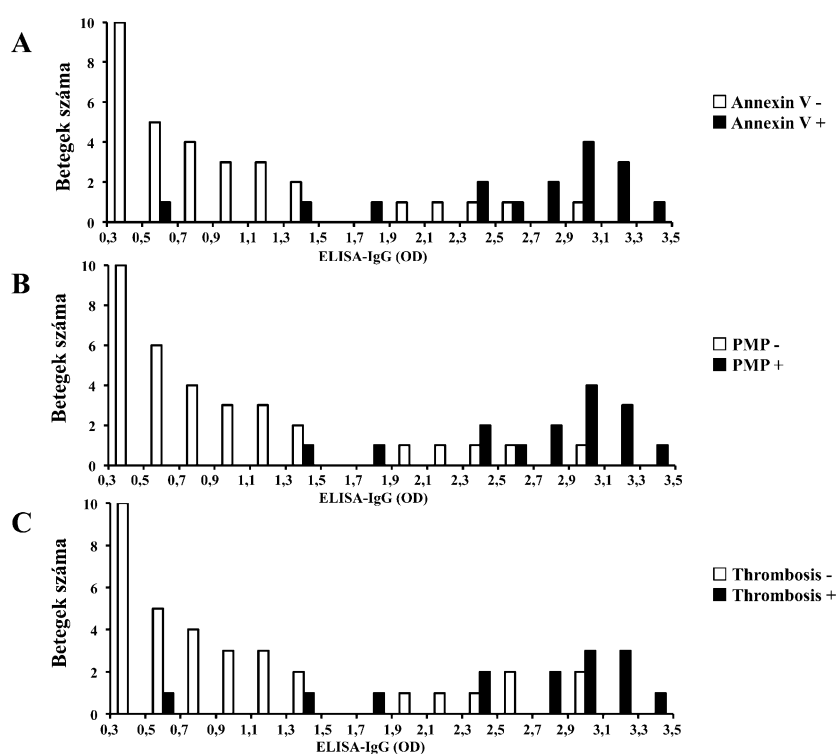 A
Betegek száma
10
8
6
4
2
0
0,3 0,5 0,7 0,9 1,1 1,3 1,5 1,7 1,9 2,1 2,3 2,5 2,7 2,9 3,1 3,3 3,5
ELISA-IgG (OD)
Annexin V -
Annexin V +
B
Betegek száma
10
8
6
4
2
0
0,3 0,5 0,7 0,9 1,1 1,3 1,5 1,7 1,9 2,1 2,3 2,5 2,7 2,9 3,1 3,3 3,5
ELISA-IgG (OD)
PMP -
PMP +
C
Betegek száma
10
8
6
4
2
0
0,3 0,5 0,7 0,9 1,1 1,3 1,5 1,7 1,9 2,1 2,3 2,5 2,7 2,9 3,1 3,3 3,5
ELISA-IgG (OD)
Thrombosis -
Thrombosis +